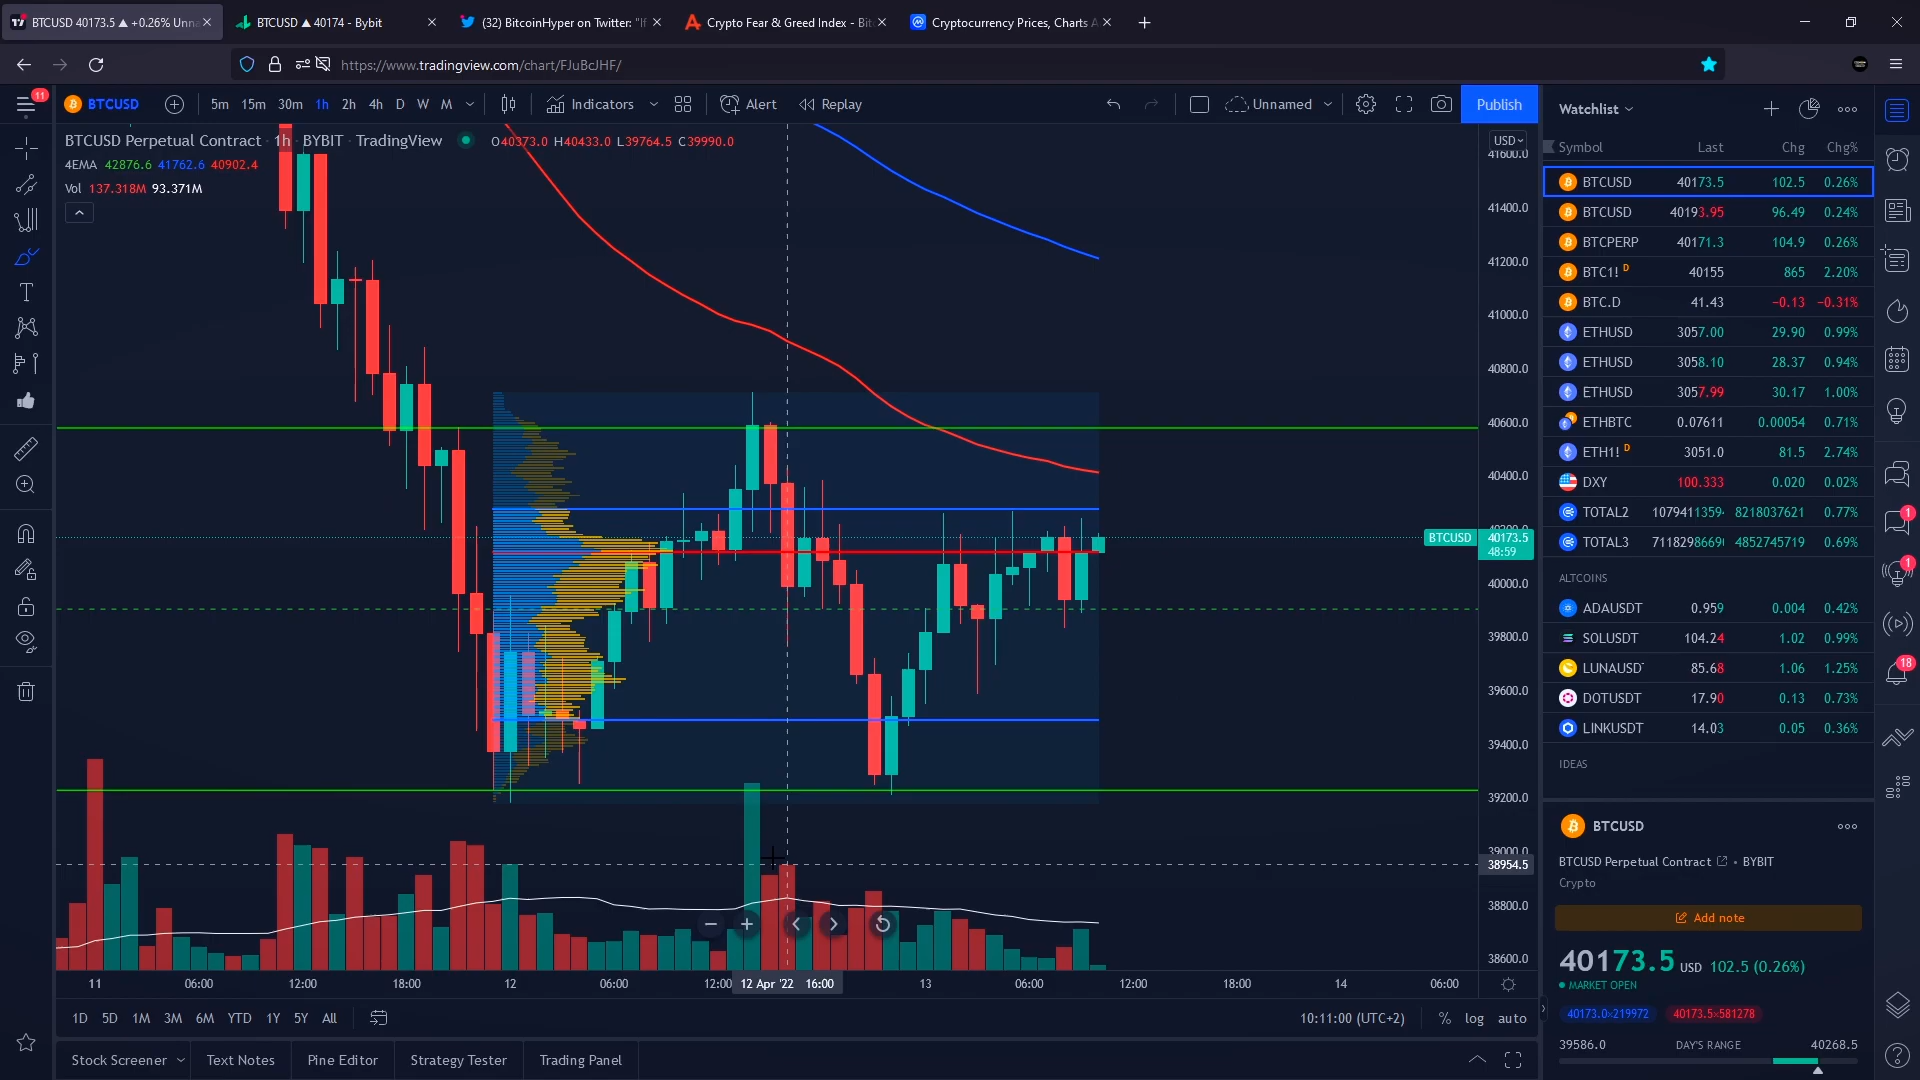 BTCUSD 40173.5 ▲ +0.26% Unna
BTCUSD ▲ 40174 - Bybit
(32) BitcoinHyper on Twitter: "If
Crypto Fear & Greed Index - Bit
Cryptocurrency Prices, Charts A
https://www.tradingview.com/chart/FJuBcJHF/
11
BTCUSD
5m 15m 30m 1h 2h 4h D W M
Indicators
Alert
Replay
Unnamed
Publish
BTCUSD Perpetual Contract · 1h · BYBIT · TradingView
O40373.0 H40433.0 L39764.5 C39990.0
4EMA 42876.6 41762.6 40902.4
Vol 137.318M 93.371M
USD
41600.0
41400.0
41200.0
41000.0
40800.0
40600.0
40400.0
40200.0
BTCUSD 40173.5
48:59
40000.0
39800.0
39600.0
39400.0
39200.0
39000.0
38954.5
38800.0
38600.0
11 06:00 12:00 18:00 12 06:00 12:00 12 Apr '22 16:00 13 06:00 12:00 18:00 14 06:00
1D 5D 1M 3M 6M YTD 1Y 5Y All
10:11:00 (UTC+2)
% log auto
Stock Screener
Text Notes
Pine Editor
Strategy Tester
Trading Panel
Watchlist
Symbol Last Chg Chg%
BTCUSD 40173.5 102.5 0.26%
BTCUSD 40193.95 96.49 0.24%
BTCPERP 40171.3 104.9 0.26%
BTC1! D 40155 865 2.20%
BTC.D 41.43 −0.13 −0.31%
ETHUSD 3057.00 29.90 0.99%
ETHUSD 3058.10 28.37 0.94%
ETHUSD 3057.99 30.17 1.00%
ETHBTC 0.07611 0.00054 0.71%
ETH1! D 3051.0 81.5 2.74%
DXY 100.333 0.020 0.02%
TOTAL2 1079411359 8218037621 0.77%
TOTAL3 711829866 4852745719 0.69%
ALTCOINS
ADAUSDT 0.959 0.004 0.42%
SOLUSDT 104.24 1.02 0.99%
LUNAUSDT 85.68 1.06 1.25%
DOTUSDT 17.90 0.13 0.73%
LINKUSDT 14.03 0.05 0.36%
IDEAS
BTCUSD
BTCUSD Perpetual Contract • BYBIT
Crypto
Add note
40173.5 USD 102.5 (0.26%)
MARKET OPEN
40173.0×219972 40173.5×581278
39586.0 DAY'S RANGE 40268.5
1
1
18